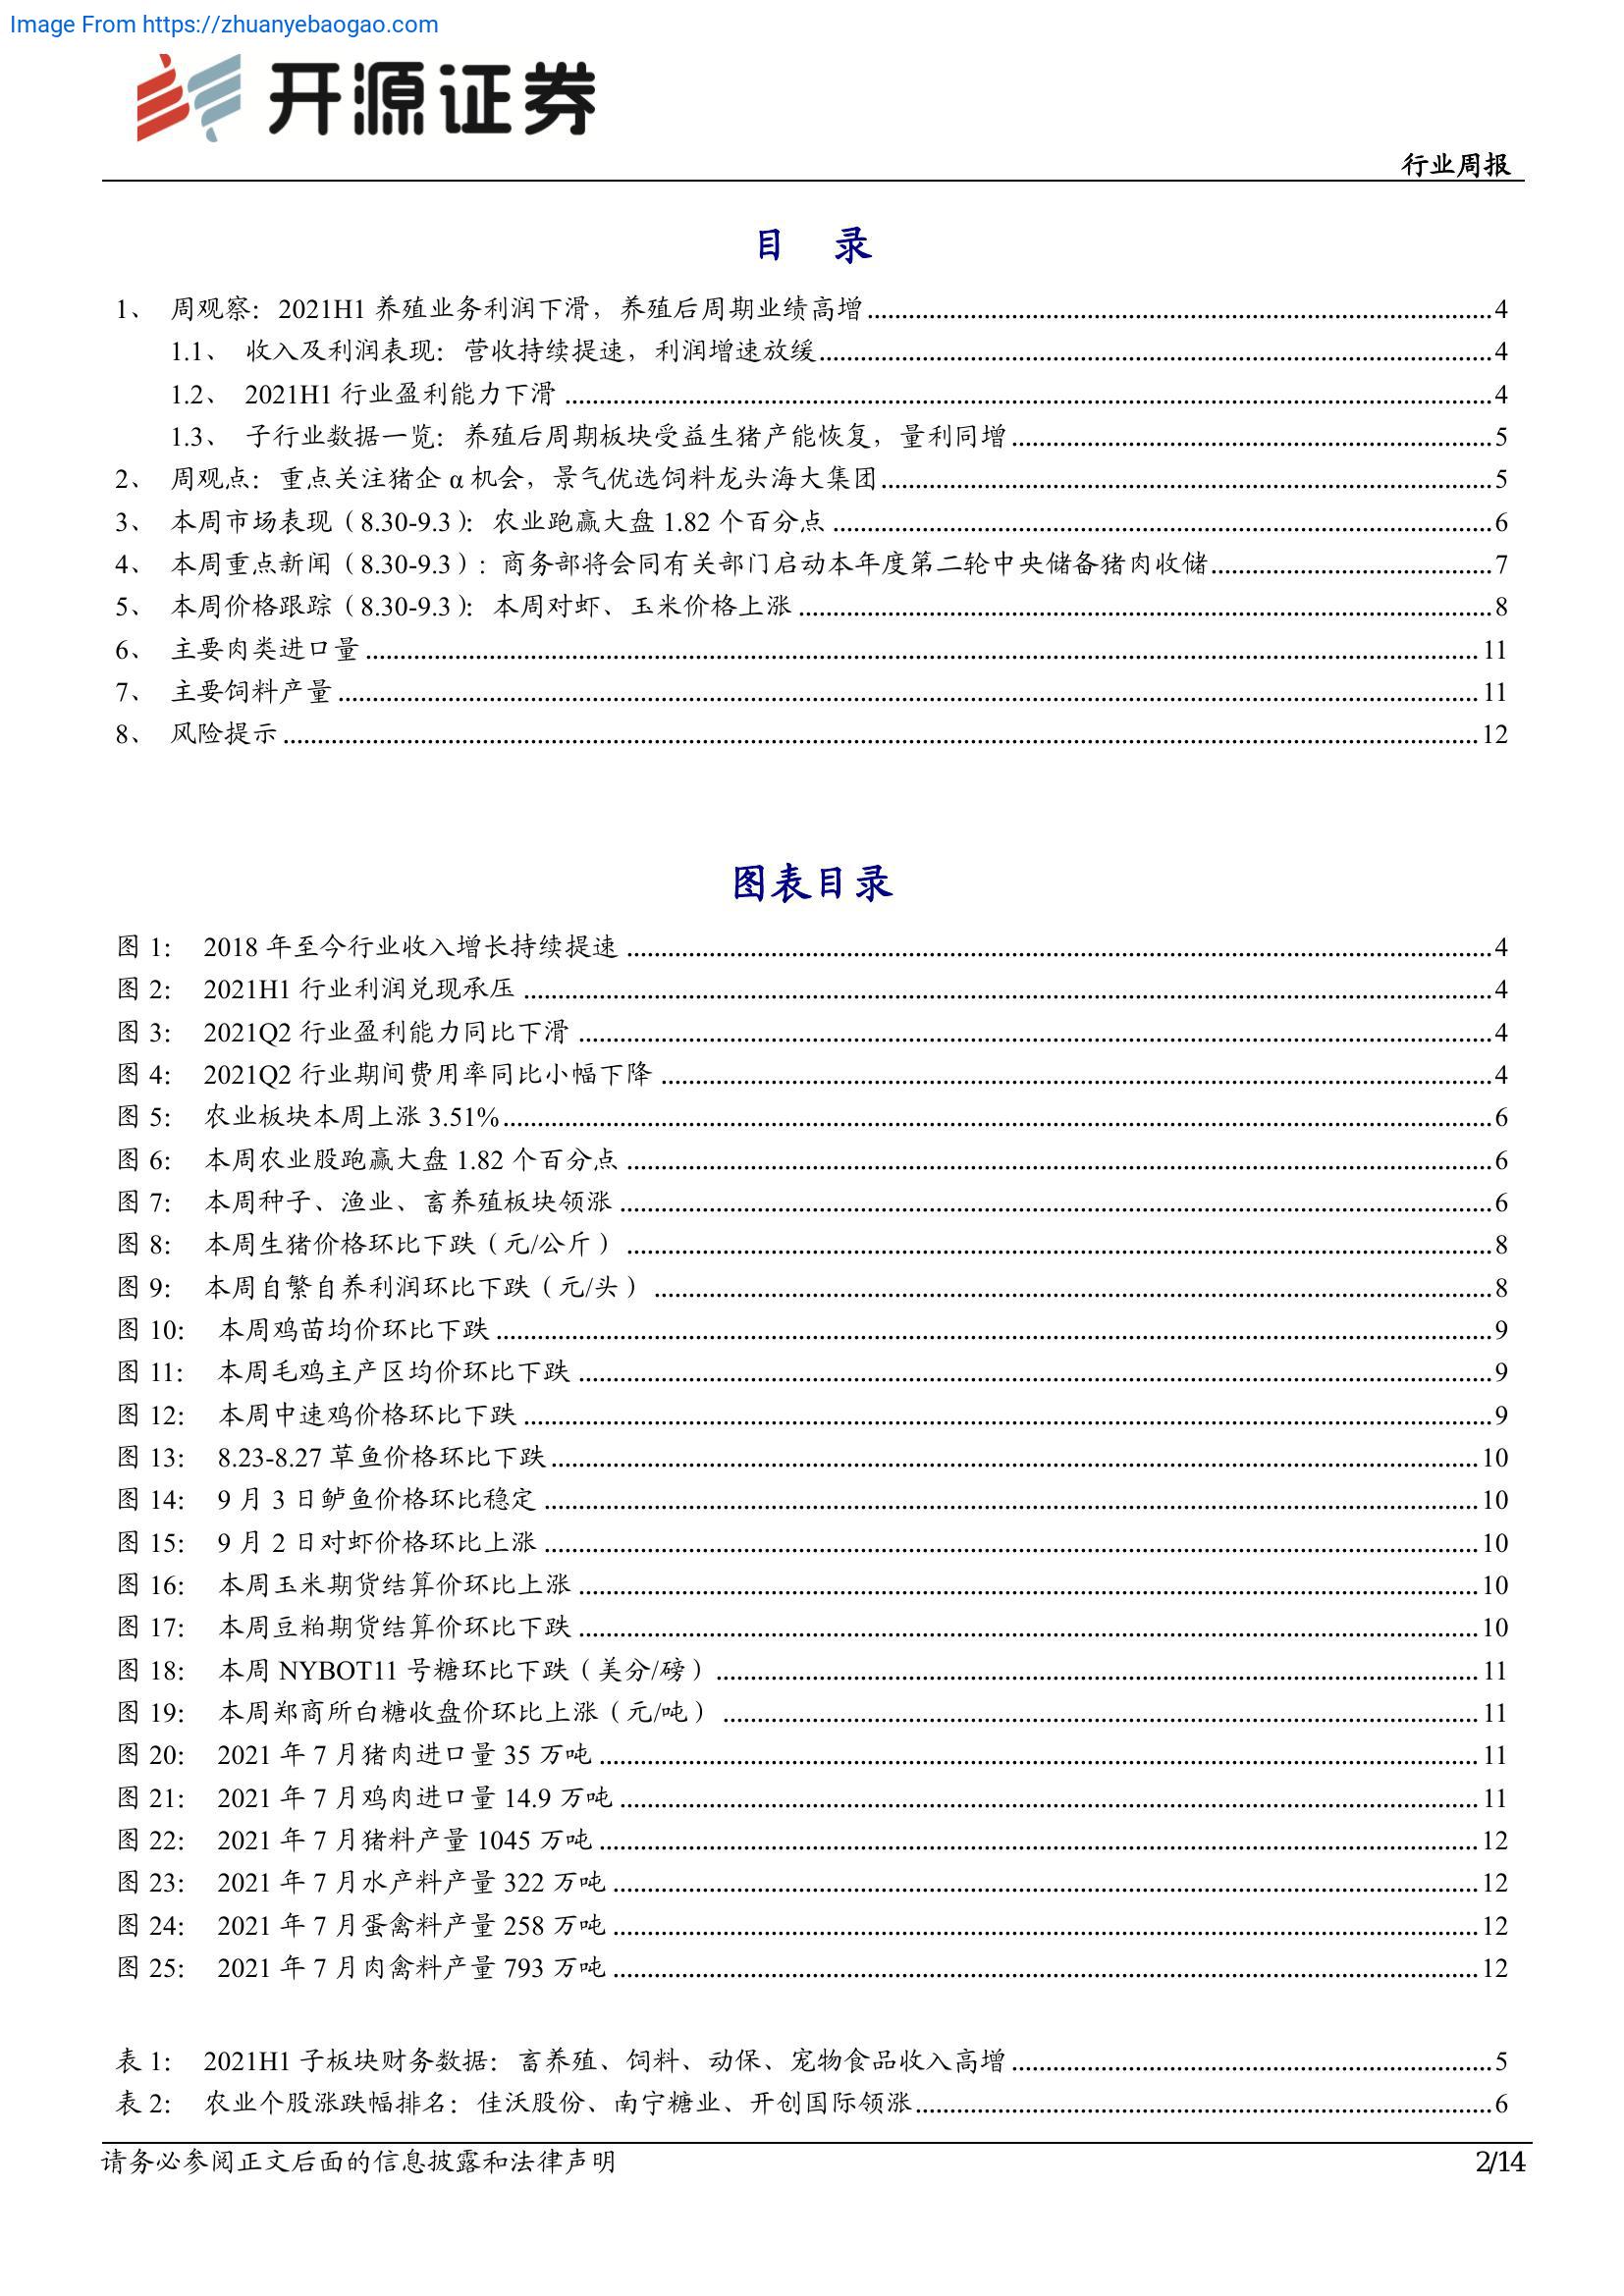 Image From https://zhuanyebaogao.com
开源证券
行业周报
目 录
1、 周观察：2021H1 养殖业务利润下滑，养殖后周期业绩高增 4
1.1、 收入及利润表现：营收持续提速，利润增速放缓 4
1.2、 2021H1 行业盈利能力下滑 4
1.3、 子行业数据一览：养殖后周期板块受益生猪产能恢复，量利同增 5
2、 周观点：重点关注猪企 α 机会，景气优选饲料龙头海大集团 5
3、 本周市场表现（8.30-9.3）：农业跑赢大盘 1.82 个百分点 6
4、 本周重点新闻（8.30-9.3）：商务部将会同有关部门启动本年度第二轮中央储备猪肉收储 7
5、 本周价格跟踪（8.30-9.3）：本周对虾、玉米价格上涨 8
6、 主要肉类进口量 11
7、 主要饲料产量 11
8、 风险提示 12
图表目录
图 1： 2018 年至今行业收入增长持续提速 4
图 2： 2021H1 行业利润兑现承压 4
图 3： 2021Q2 行业盈利能力同比下滑 4
图 4： 2021Q2 行业期间费用率同比小幅下降 4
图 5： 农业板块本周上涨 3.51% 6
图 6： 本周农业股跑赢大盘 1.82 个百分点 6
图 7： 本周种子、渔业、畜养殖板块领涨 6
图 8： 本周生猪价格环比下跌（元/公斤） 8
图 9： 本周自繁自养利润环比下跌（元/头） 8
图 10： 本周鸡苗均价环比下跌 9
图 11： 本周毛鸡主产区均价环比下跌 9
图 12： 本周中速鸡价格环比下跌 9
图 13： 8.23-8.27 草鱼价格环比下跌 10
图 14： 9 月 3 日鲈鱼价格环比稳定 10
图 15： 9 月 2 日对虾价格环比上涨 10
图 16： 本周玉米期货结算价环比上涨 10
图 17： 本周豆粕期货结算价环比下跌 10
图 18： 本周 NYBOT11 号糖环比下跌（美分/磅） 11
图 19： 本周郑商所白糖收盘价环比上涨（元/吨） 11
图 20： 2021 年 7 月猪肉进口量 35 万吨 11
图 21： 2021 年 7 月鸡肉进口量 14.9 万吨 11
图 22： 2021 年 7 月猪料产量 1045 万吨 12
图 23： 2021 年 7 月水产料产量 322 万吨 12
图 24： 2021 年 7 月蛋禽料产量 258 万吨 12
图 25： 2021 年 7 月肉禽料产量 793 万吨 12
表 1： 2021H1 子板块财务数据：畜养殖、饲料、动保、宠物食品收入高增 5
表 2： 农业个股涨跌幅排名：佳沃股份、南宁糖业、开创国际领涨 6
请务必参阅正文后面的信息披露和法律声明 2/14